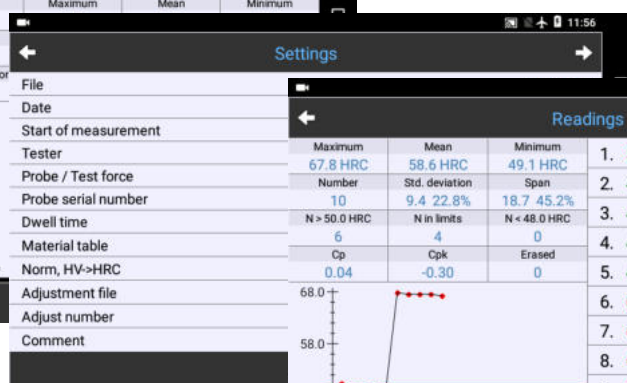 Maximum Mean Minimum
11:56
Settings
File
Date
Start of measurement
Tester
Probe / Test force
Probe serial number
Dwell time
Material table
Norm, HV->HRC
Adjustment file
Adjust number
Comment
Readings
Maximum Mean Minimum
67.8 HRC 58.6 HRC 49.1 HRC
Number Std. deviation Span
10 9.4 22.8% 18.7 45.2%
N > 50.0 HRC N in limits N < 48.0 HRC
6 4 0
Cp Cpk Erased
0.04 -0.30 0
68.0
58.0
1.
2.
3.
4.
5.
6.
7.
8.